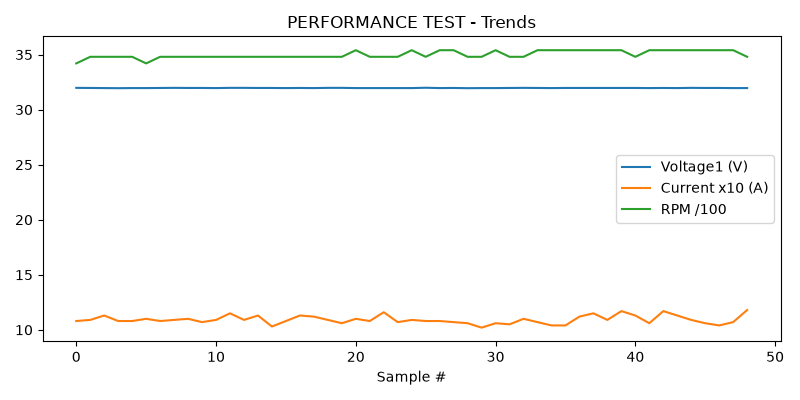 PERFORMANCE TEST - Trends
35
30
25
20
15
10
Voltage1 (V)
Current x10 (A)
RPM /100
0 10 20 30 40 50
Sample #